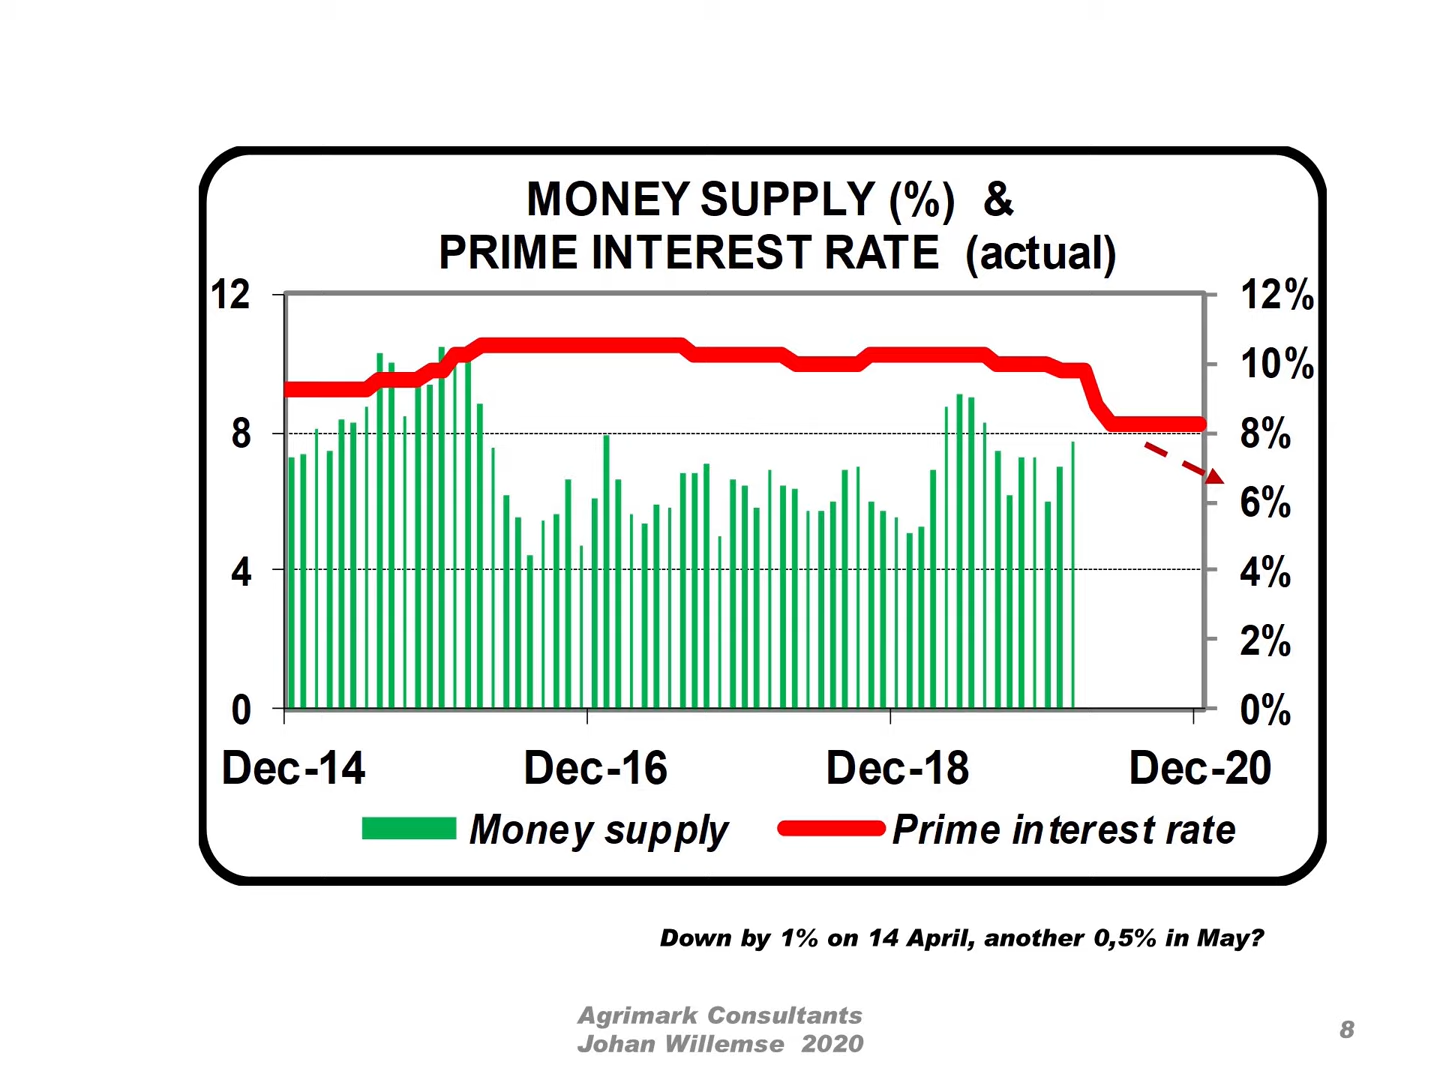 MONEY SUPPLY (%) &
PRIME INTEREST RATE (actual)
12 12%
10%
8 8%
6%
4 4%
2%
0 0%
Dec-14 Dec-16 Dec-18 Dec-20
Money supply Prime interest rate
Down by 1% on 14 April, another 0,5% in May?
Agrimark Consultants
Johan Willemse 2020
8